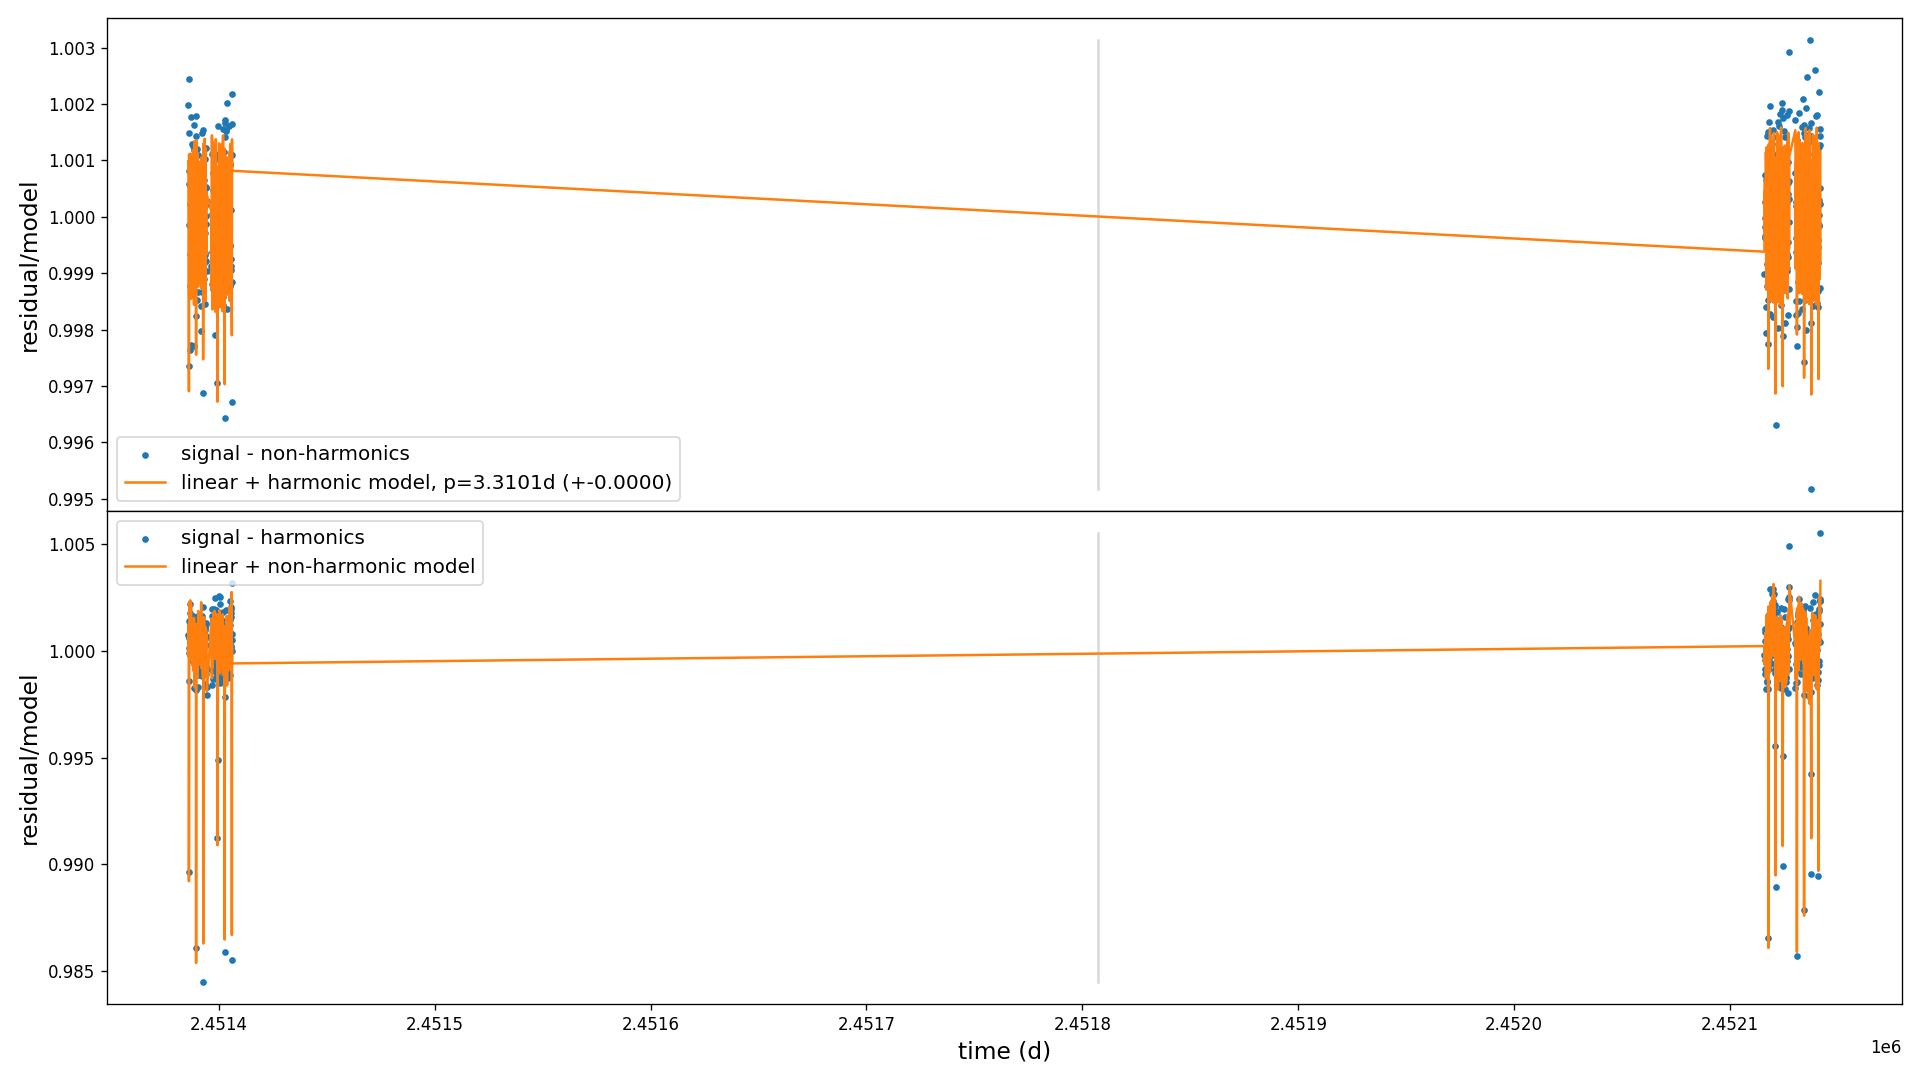 1.003
1.002
1.001
1.000
0.999
0.998
0.997
0.996
0.995
residual/model
signal - non-harmonics
linear + harmonic model, p=3.3101d (+-0.0000)
signal - harmonics
linear + non-harmonic model
1.005
1.000
0.995
0.990
0.985
residual/model
2.4514 2.4515 2.4516 2.4517 2.4518 2.4519 2.4520 2.4521
1e6
time (d)